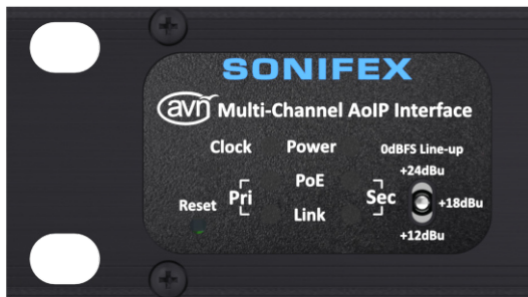 SONIFEX
avn Multi-Channel AoIP Interface
Clock Power 0dBFS Line-up
+24dBu
PoE
Pri Sec
+18dBu
Reset
Link
+12dBu